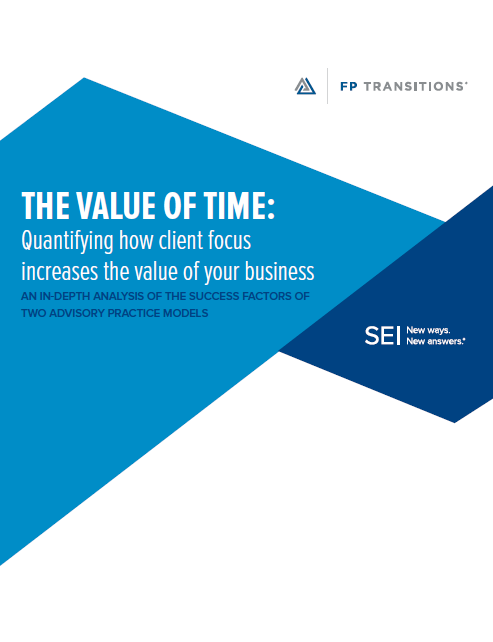 FP TRANSITIONS®
THE VALUE OF TIME:
Quantifying how client focus
increases the value of your business
AN IN-DEPTH ANALYSIS OF THE SUCCESS FACTORS OF
TWO ADVISORY PRACTICE MODELS
SEI New ways.
New answers.®